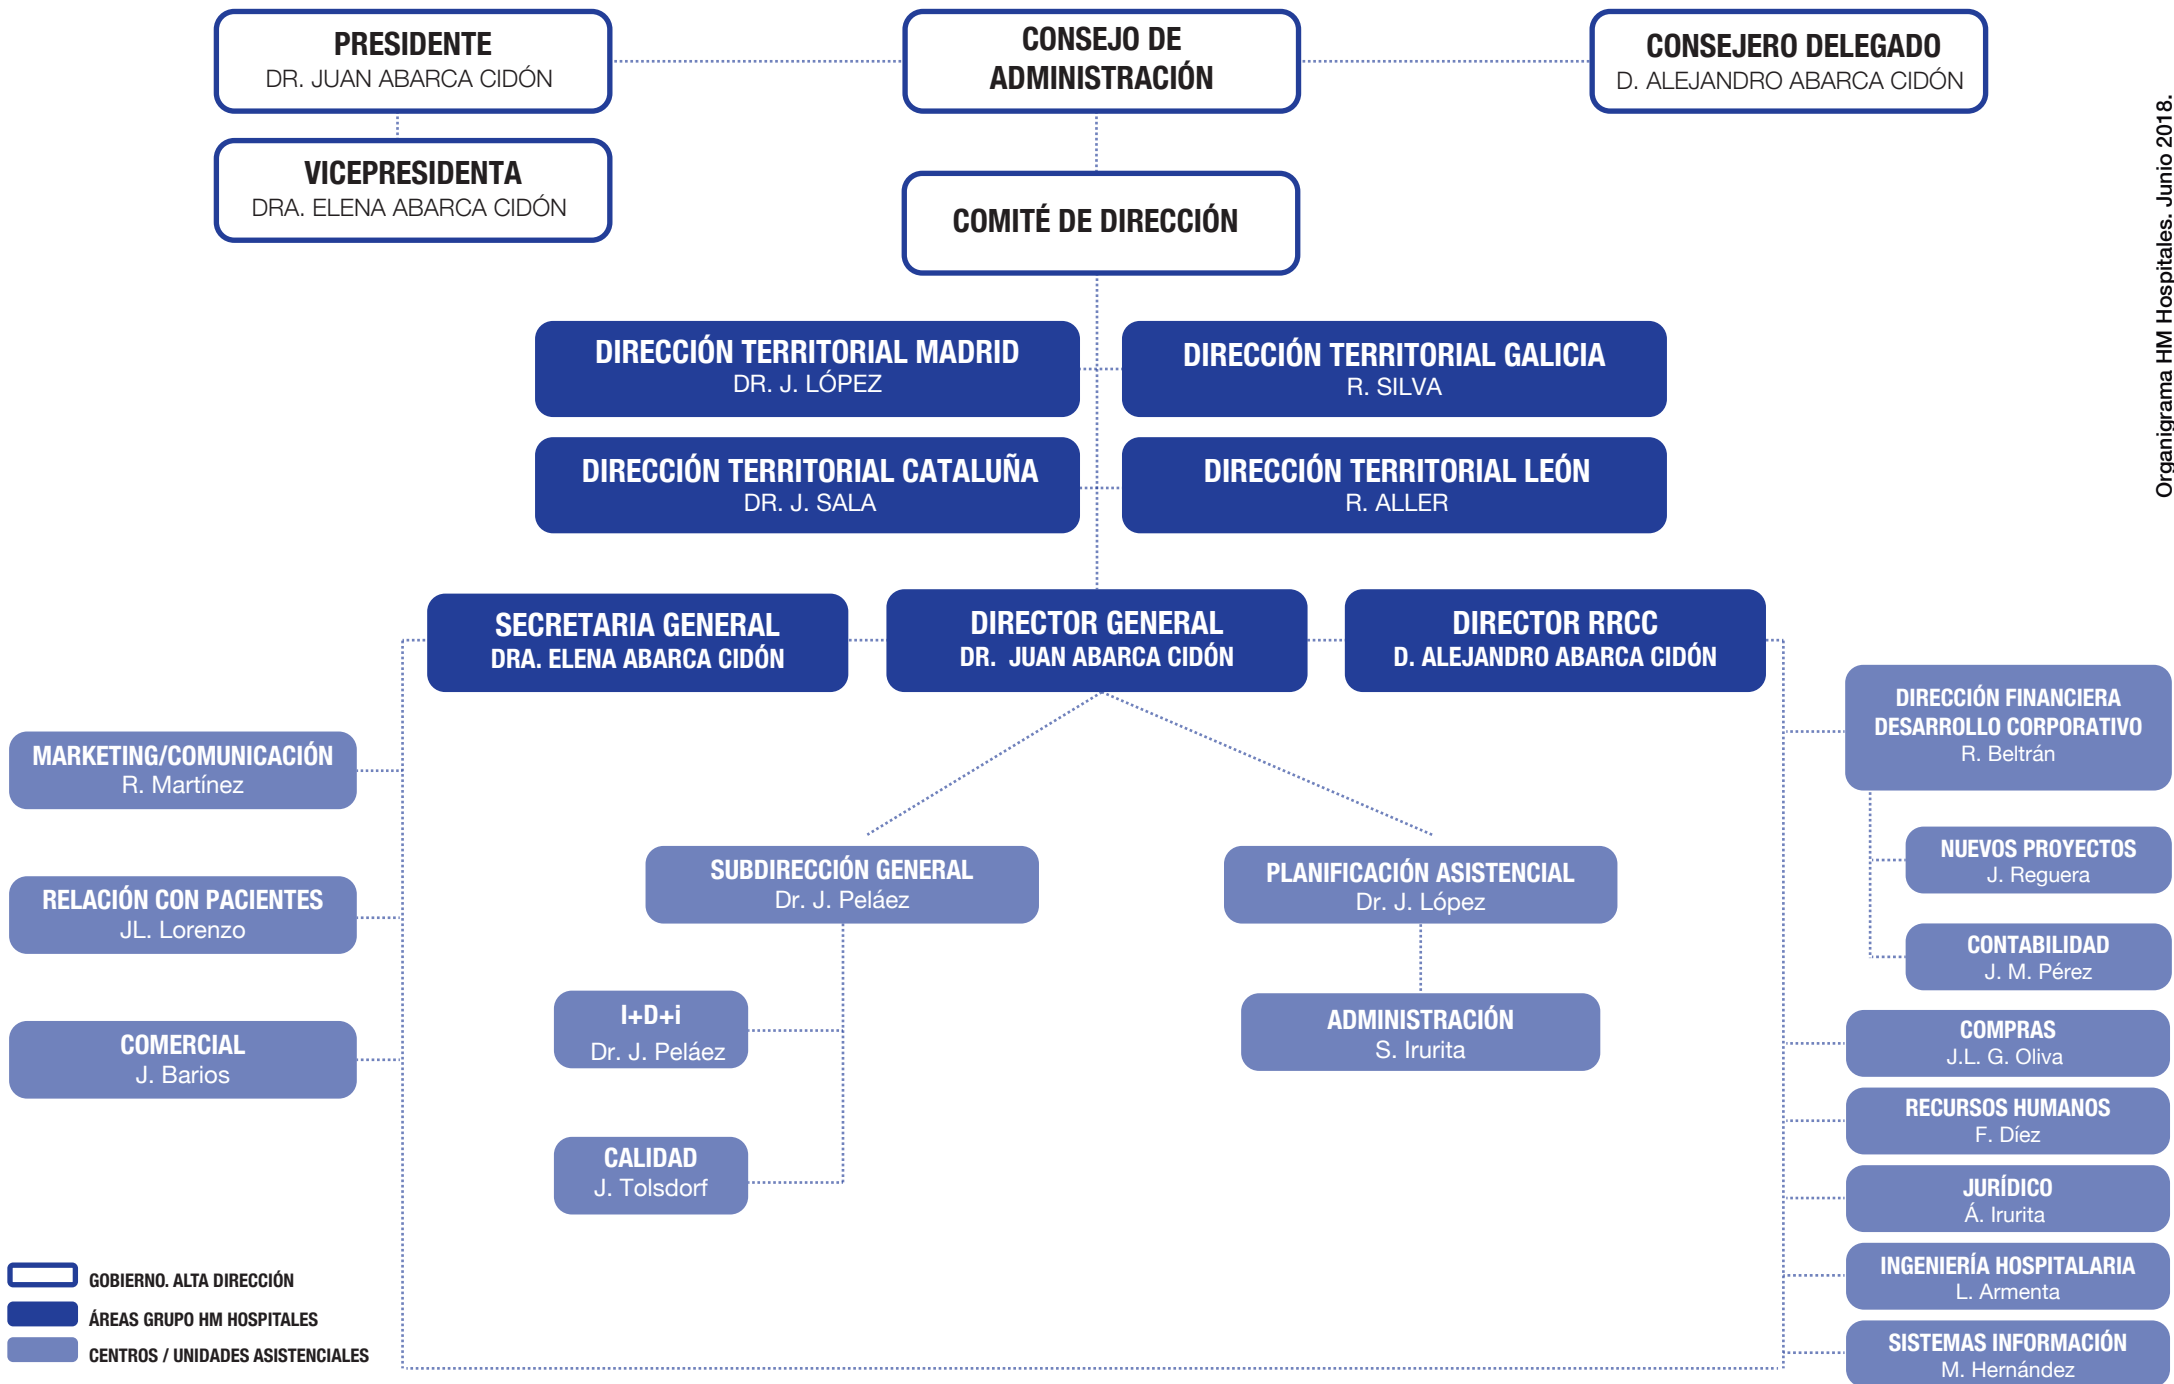 PRESIDENTE
DR. JUAN ABARCA CIDÓN
CONSEJO DE
ADMINISTRACIÓN
CONSEJERO DELEGADO
D. ALEJANDRO ABARCA CIDÓN
VICEPRESIDENTA
DRA. ELENA ABARCA CIDÓN
COMITÉ DE DIRECCIÓN
Organigrama HM Hospitales. Junio 2018.
DIRECCIÓN TERRITORIAL MADRID
DR. J. LÓPEZ
DIRECCIÓN TERRITORIAL GALICIA
R. SILVA
DIRECCIÓN TERRITORIAL CATALUÑA
DR. J. SALA
DIRECCIÓN TERRITORIAL LEÓN
R. ALLER
SECRETARIA GENERAL
DRA. ELENA ABARCA CIDÓN
DIRECTOR GENERAL
DR. JUAN ABARCA CIDÓN
DIRECTOR RRCC
D. ALEJANDRO ABARCA CIDÓN
MARKETING/COMUNICACIÓN
R. Martínez
RELACIÓN CON PACIENTES
JL. Lorenzo
COMERCIAL
J. Barios
SUBDIRECCIÓN GENERAL
Dr. J. Peláez
I+D+i
Dr. J. Peláez
CALIDAD
J. Tolsdorf
PLANIFICACIÓN ASISTENCIAL
Dr. J. López
ADMINISTRACIÓN
S. Irurita
DIRECCIÓN FINANCIERA
DESARROLLO CORPORATIVO
R. Beltrán
NUEVOS PROYECTOS
J. Reguera
CONTABILIDAD
J. M. Pérez
COMPRAS
J.L. G. Oliva
RECURSOS HUMANOS
F. Díez
JURÍDICO
Á. Irurita
INGENIERÍA HOSPITALARIA
L. Armenta
SISTEMAS INFORMACIÓN
M. Hernández
GOBIERNO. ALTA DIRECCIÓN
ÁREAS GRUPO HM HOSPITALES
CENTROS / UNIDADES ASISTENCIALES